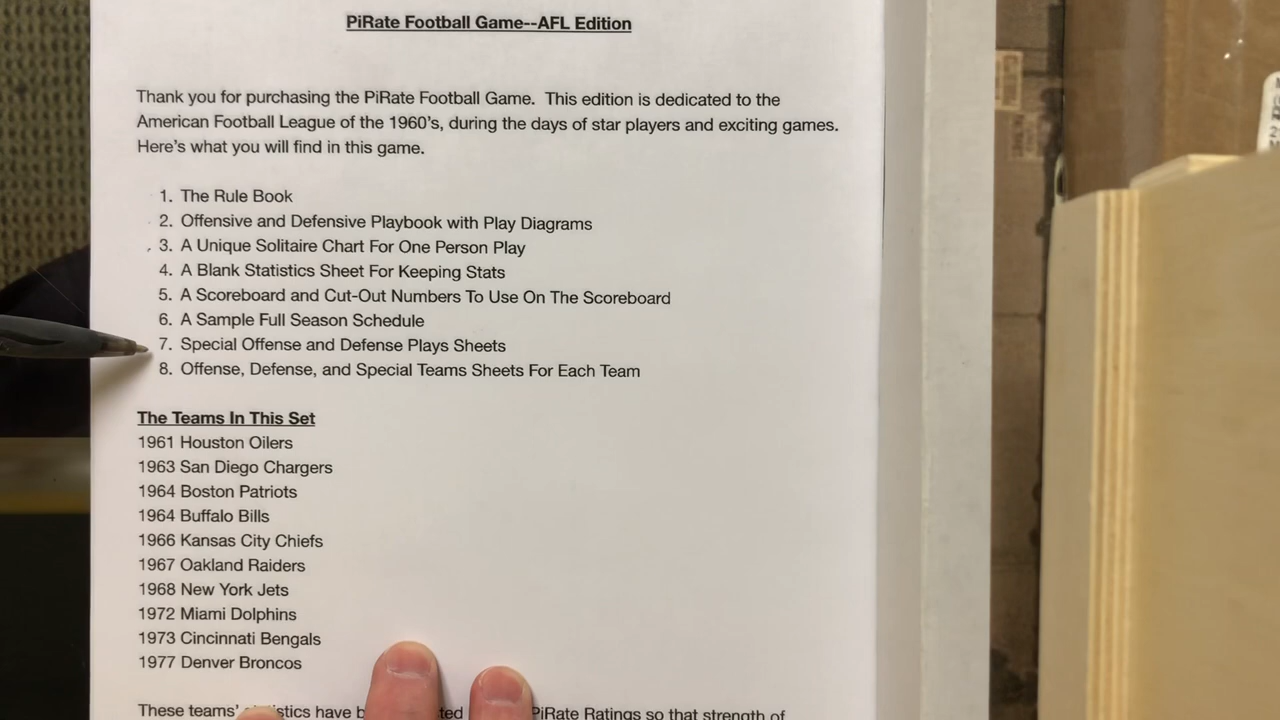 PiRate Football Game--AFL Edition
Thank you for purchasing the PiRate Football Game. This edition is dedicated to the
American Football League of the 1960's, during the days of star players and exciting games.
Here's what you will find in this game.
1. The Rule Book
2. Offensive and Defensive Playbook with Play Diagrams
3. A Unique Solitaire Chart For One Person Play
4. A Blank Statistics Sheet For Keeping Stats
5. A Scoreboard and Cut-Out Numbers To Use On The Scoreboard
6. A Sample Full Season Schedule
7. Special Offense and Defense Plays Sheets
8. Offense, Defense, and Special Teams Sheets For Each Team
The Teams In This Set
1961 Houston Oilers
1963 San Diego Chargers
1964 Boston Patriots
1964 Buffalo Bills
1966 Kansas City Chiefs
1967 Oakland Raiders
1968 New York Jets
1972 Miami Dolphins
1973 Cincinnati Bengals
1977 Denver Broncos
These teams' have PiRate Ratings so that strength of